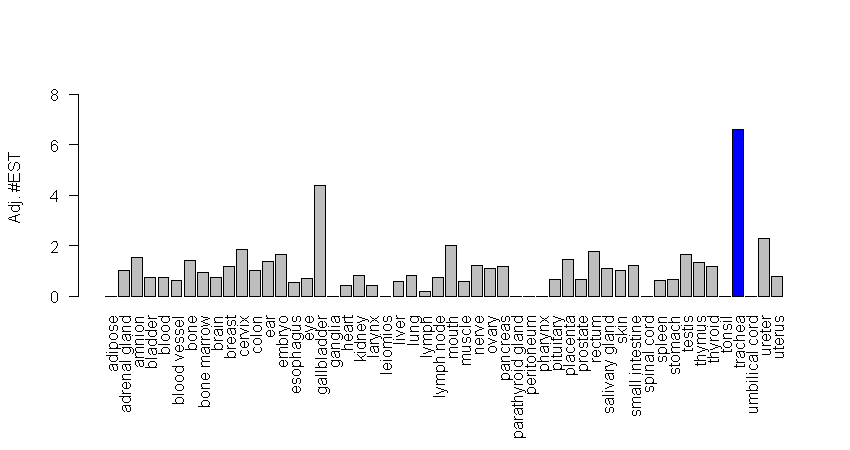 Adj. #EST
8
6
4
2
0
adipose
adrenal gland
amnion
bladder
blood
blood vessel
bone
bone marrow
brain
breast
cervix
colon
ear
embryo
esophagus
eye
gallbladder
ganglia
heart
kidney
larynx
leiomios
liver
lung
lymph
lymph node
mouth
muscle
nerve
ovary
pancreas
parathyroid gland
peritoneum
pharynx
pituitary
placenta
prostate
rectum
salivary gland
skin
small intestine
spinal cord
spleen
stomach
testis
thymus
thyroid
tonsil
trachea
umbilical cord
ureter
uterus